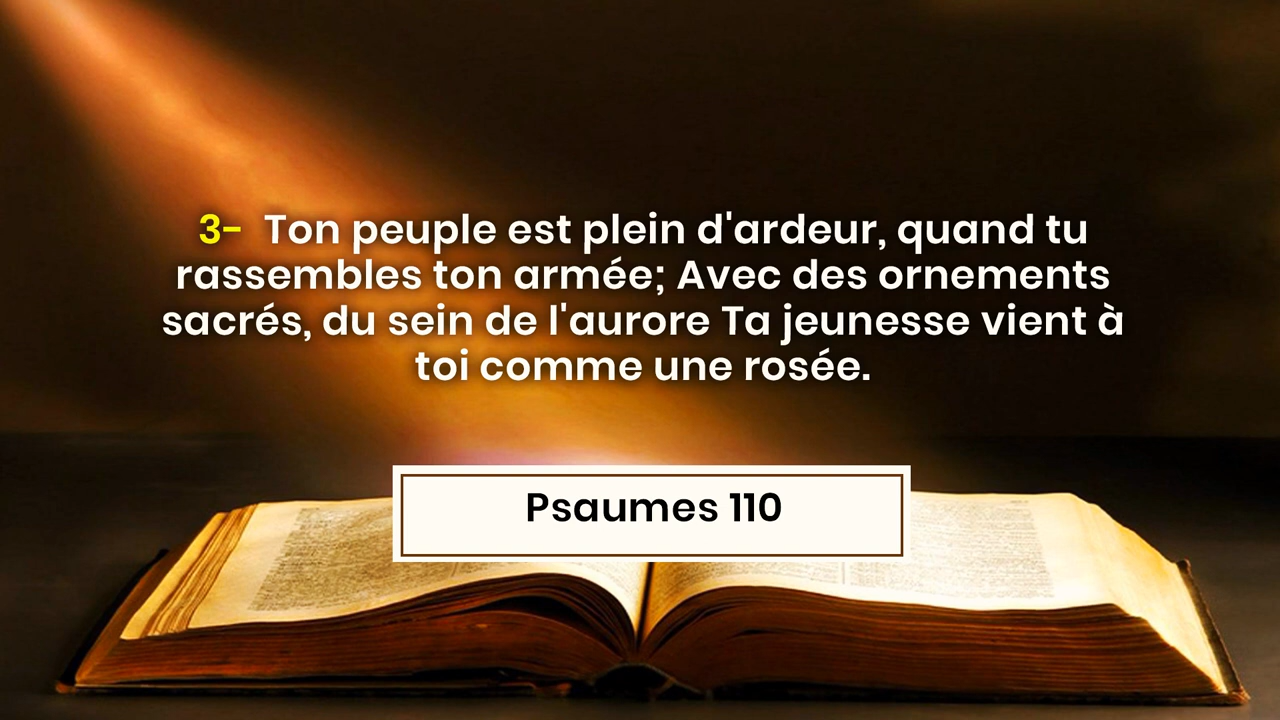 3- Ton peuple est plein d'ardeur, quand tu
rassembles ton armée; Avec des ornements
sacrés, du sein de l'aurore Ta jeunesse vient à
toi comme une rosée.
Psaumes 110